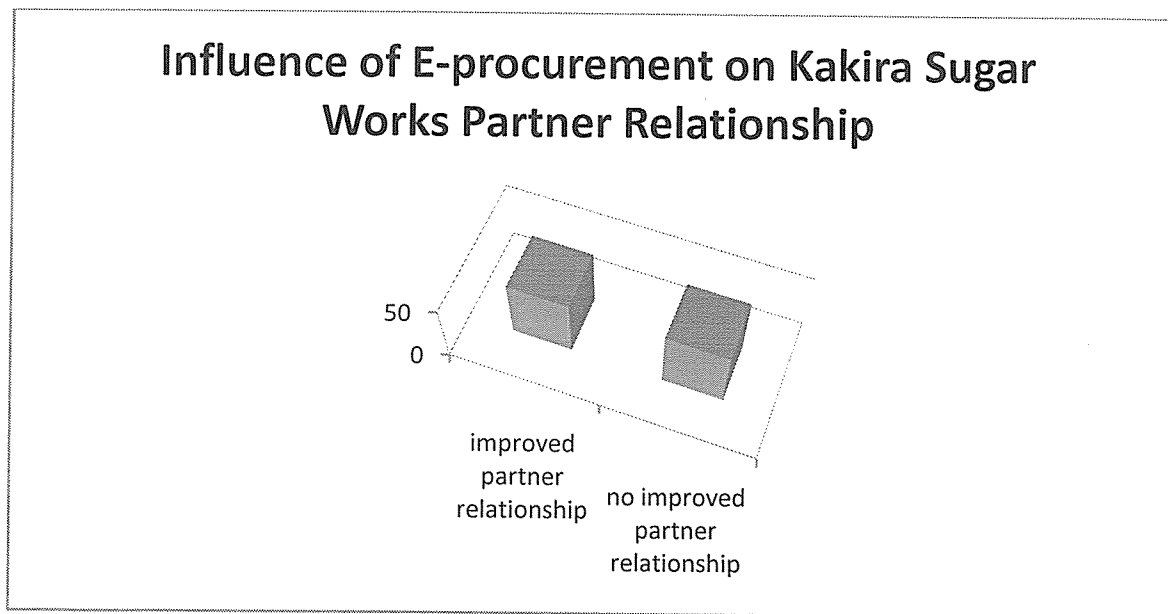 Influence of E-procurement on Kakira Sugar
Works Partner Relationship
50
0
improved
partner
relationship
no improved
partner
relationship